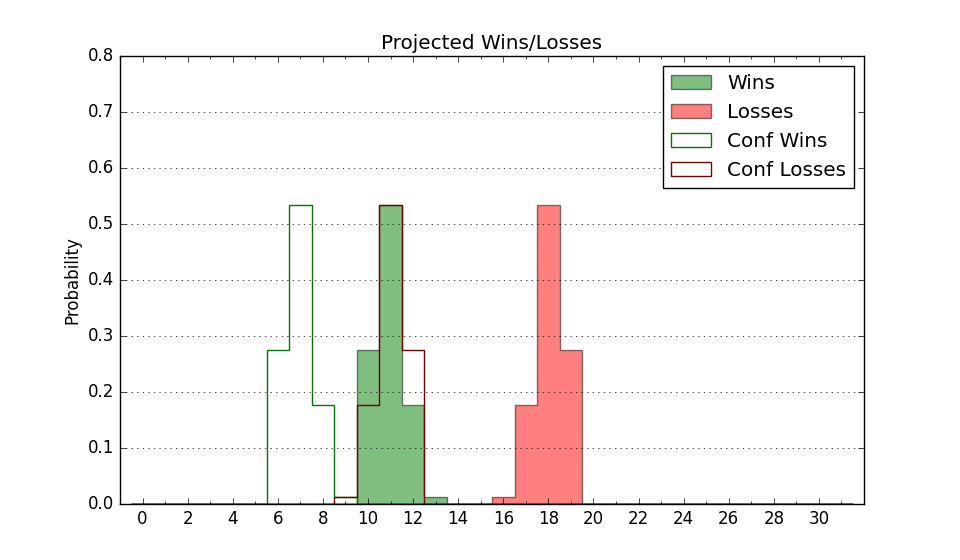 Projected Wins/Losses
0.8
0.7
0.6
0.5
0.4
0.3
0.2
0.1
0.0
Probability
Wins
Losses
Conf Wins
Conf Losses
0 2 4 6 8 10 12 14 16 18 20 22 24 26 28 30